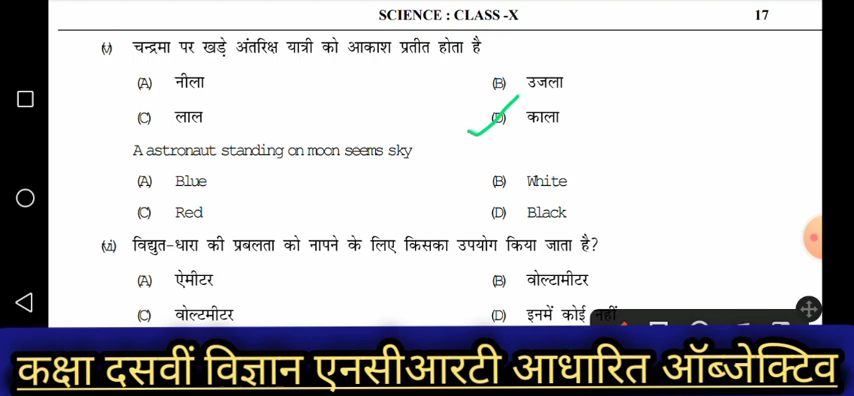 SCIENCE : CLASS -X 17
(v) चन्द्रमा पर खड़े अंतरिक्ष यात्री को आकाश प्रतीत होता है
(A) नीला (B) उजला
(C) लाल (D) काला
A astronaut standing on moon seems sky
(A) Blue (B) White
(C) Red (D) Black
(vi) विद्युत-धारा की प्रबलता को नापने के लिए किसका उपयोग किया जाता है?
(A) ऐमीटर (B) वोल्टामीटर
(C) वोल्टमीटर (D) इनमें कोई नहीं
कक्षा दसवीं विज्ञान एनसीआरटी आधारित ऑब्जेक्टिव